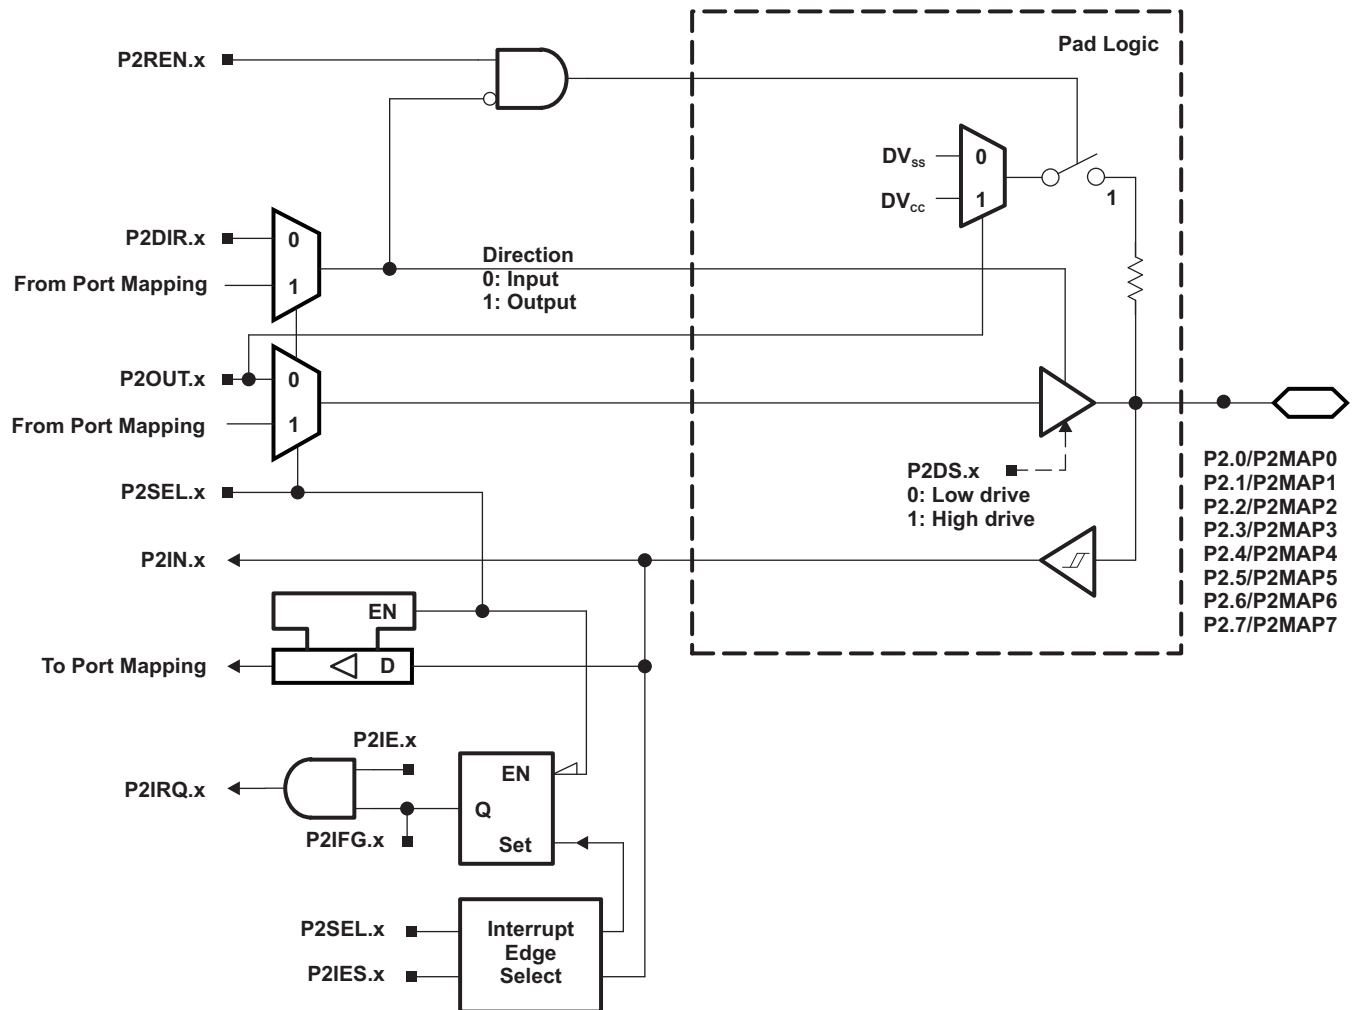 Pad Logic
P2REN.x
DVSS
0
DVCC
1
1
P2DIR.x
0
From Port Mapping
1
Direction
0: Input
1: Output
P2OUT.x
0
From Port Mapping
1
P2SEL.x
P2DS.x
0: Low drive
1: High drive
P2.0/P2MAP0
P2.1/P2MAP1
P2.2/P2MAP2
P2.3/P2MAP3
P2.4/P2MAP4
P2.5/P2MAP5
P2.6/P2MAP6
P2.7/P2MAP7
P2IN.x
EN
To Port Mapping
D
P2IE.x
P2IRQ.x
EN
Q
P2IFG.x
Set
P2SEL.x
P2IES.x
Interrupt
Edge
Select